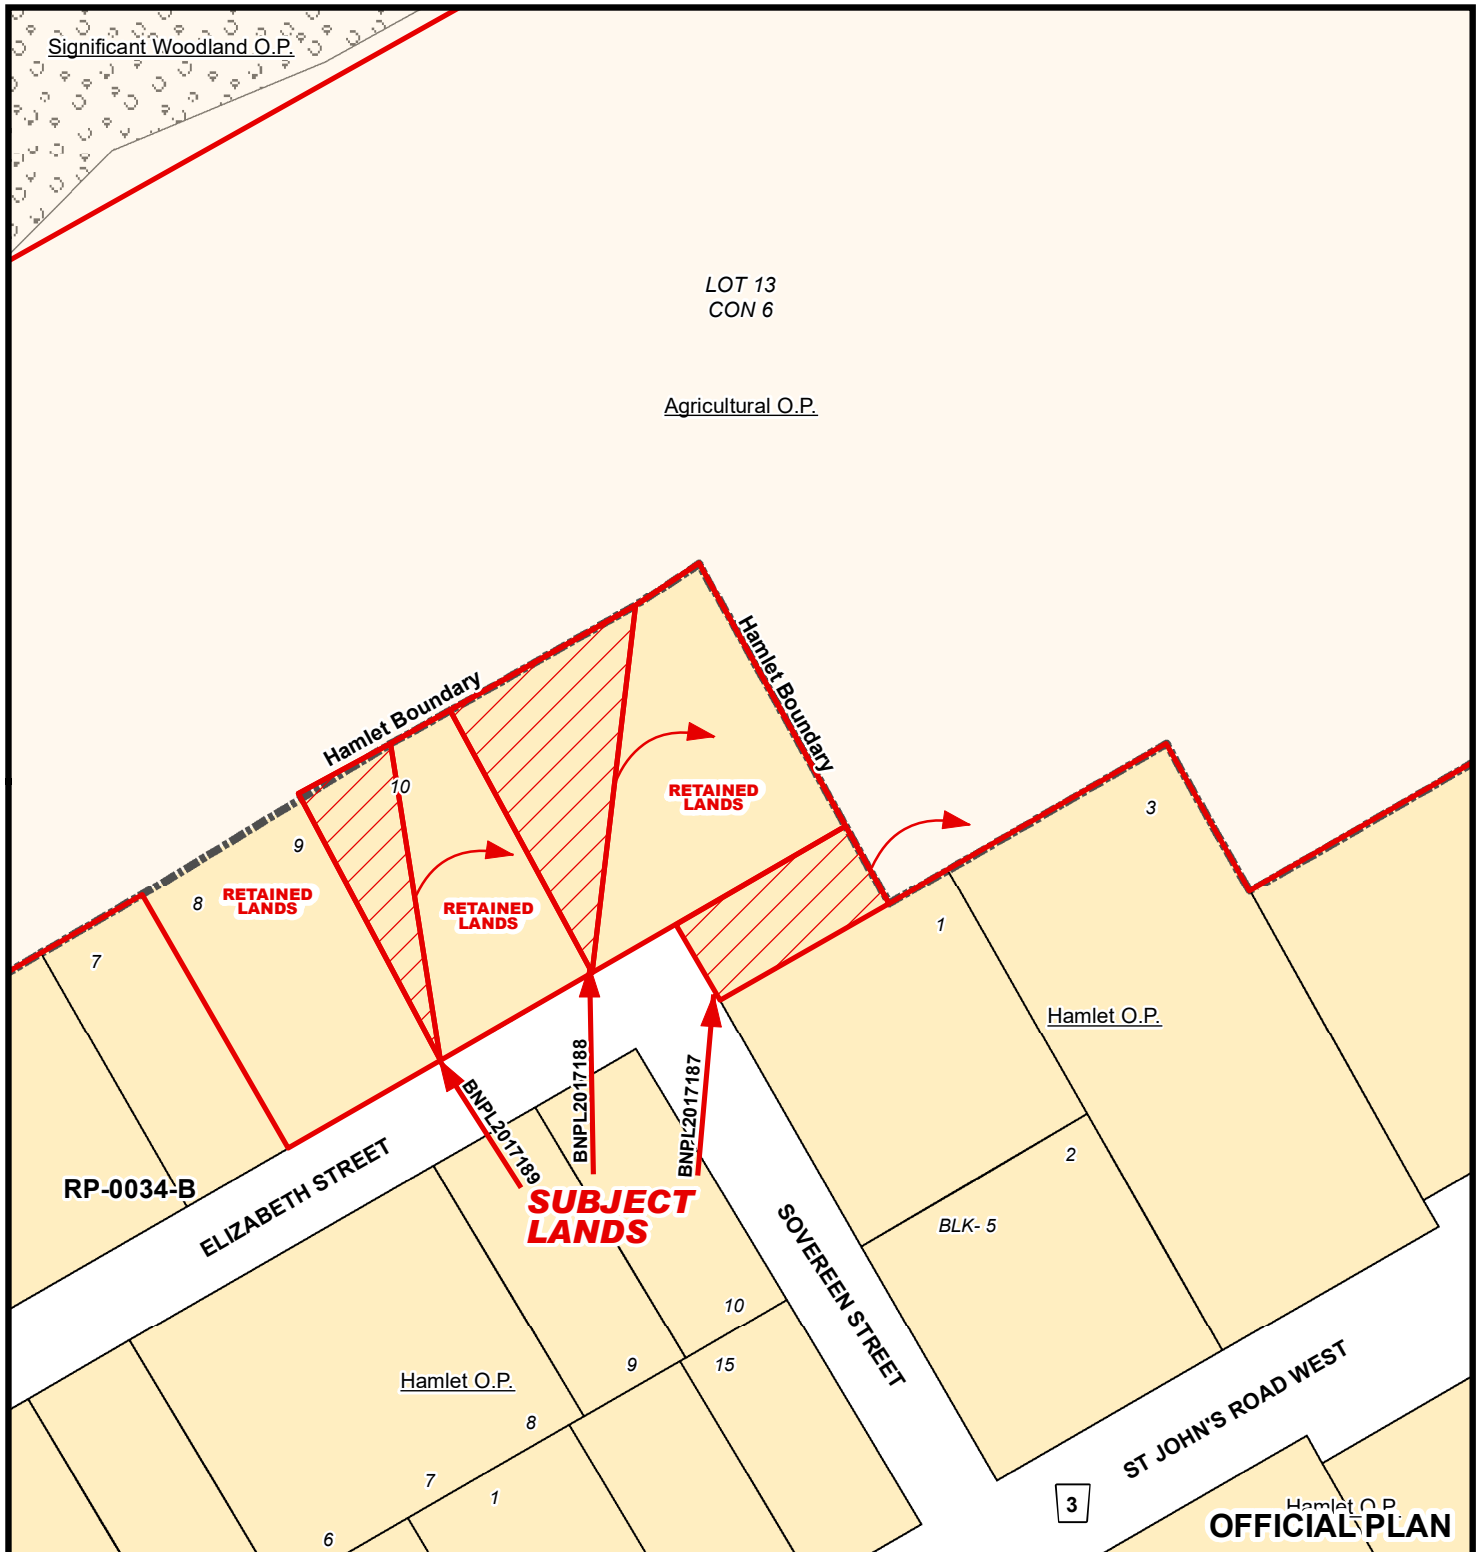 Significant Woodland O.P.
LOT 13
CON 6
Agricultural O.P.
Hamlet Boundary
Hamlet Boundary
10
9
8
7
RETAINED
LANDS
RETAINED
LANDS
RETAINED
LANDS
3
1
Hamlet O.P.
2
BLK- 5
BNPL2017189
BNPL2017188
BNPL2017187
SUBJECT
LANDS
RP-0034-B
ELIZABETH STREET
SOVEREEN STREET
ST JOHN'S ROAD WEST
10
9
15
Hamlet O.P.
8
7
1
6
3
Hamlet O.P.
OFFICIAL PLAN